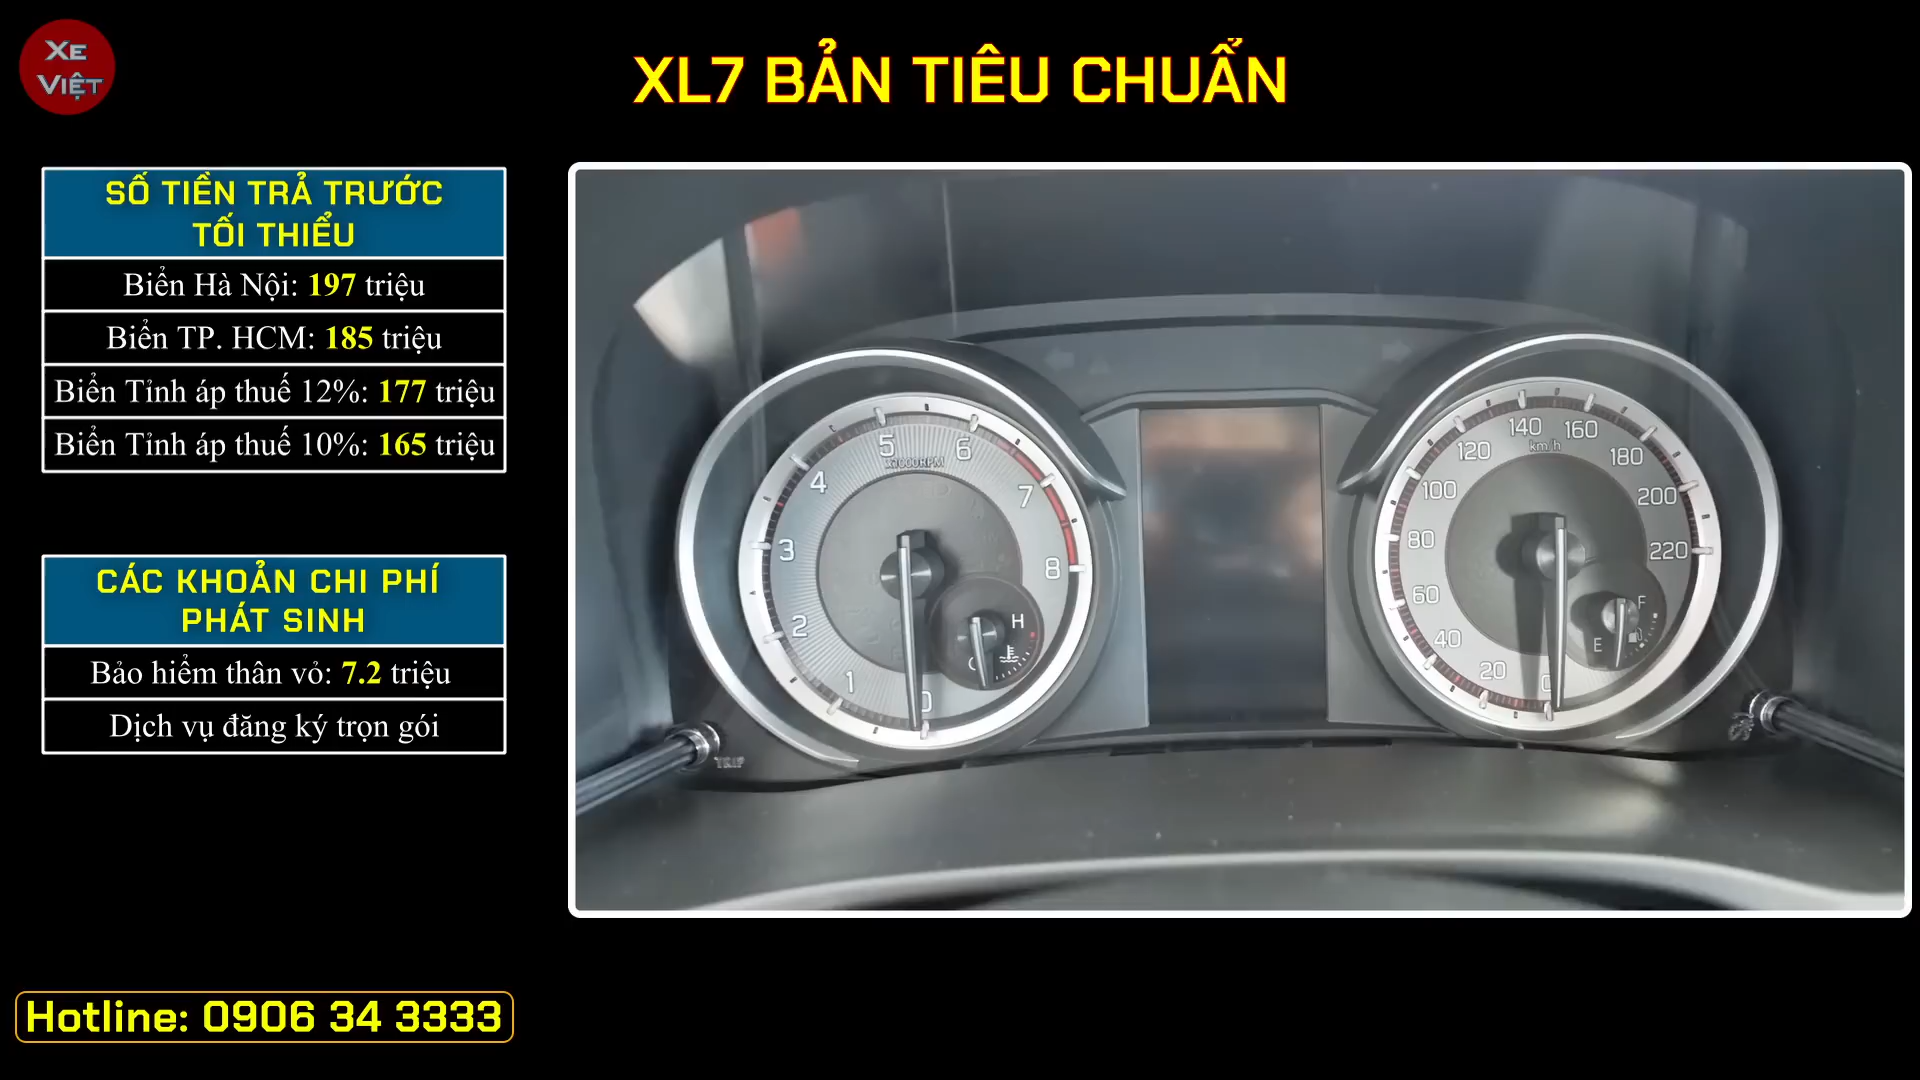 XE
VIỆT
XL7 BẢN TIÊU CHUẨN
SỐ TIỀN TRẢ TRƯỚC
TỐI THIỂU
Biển Hà Nội: 197 triệu
Biển TP. HCM: 185 triệu
Biển Tỉnh áp thuế 12%: 177 triệu
Biển Tỉnh áp thuế 10%: 165 triệu
CÁC KHOẢN CHI PHÍ
PHÁT SINH
Bảo hiểm thân vỏ: 7.2 triệu
Dịch vụ đăng ký trọn gói
Hotline: 0906 34 3333
0
1
2
3
4
5
6
7
8
H
C
TRIP
0
20
40
60
80
100
120
140
160
180
200
220
km/h
E
F